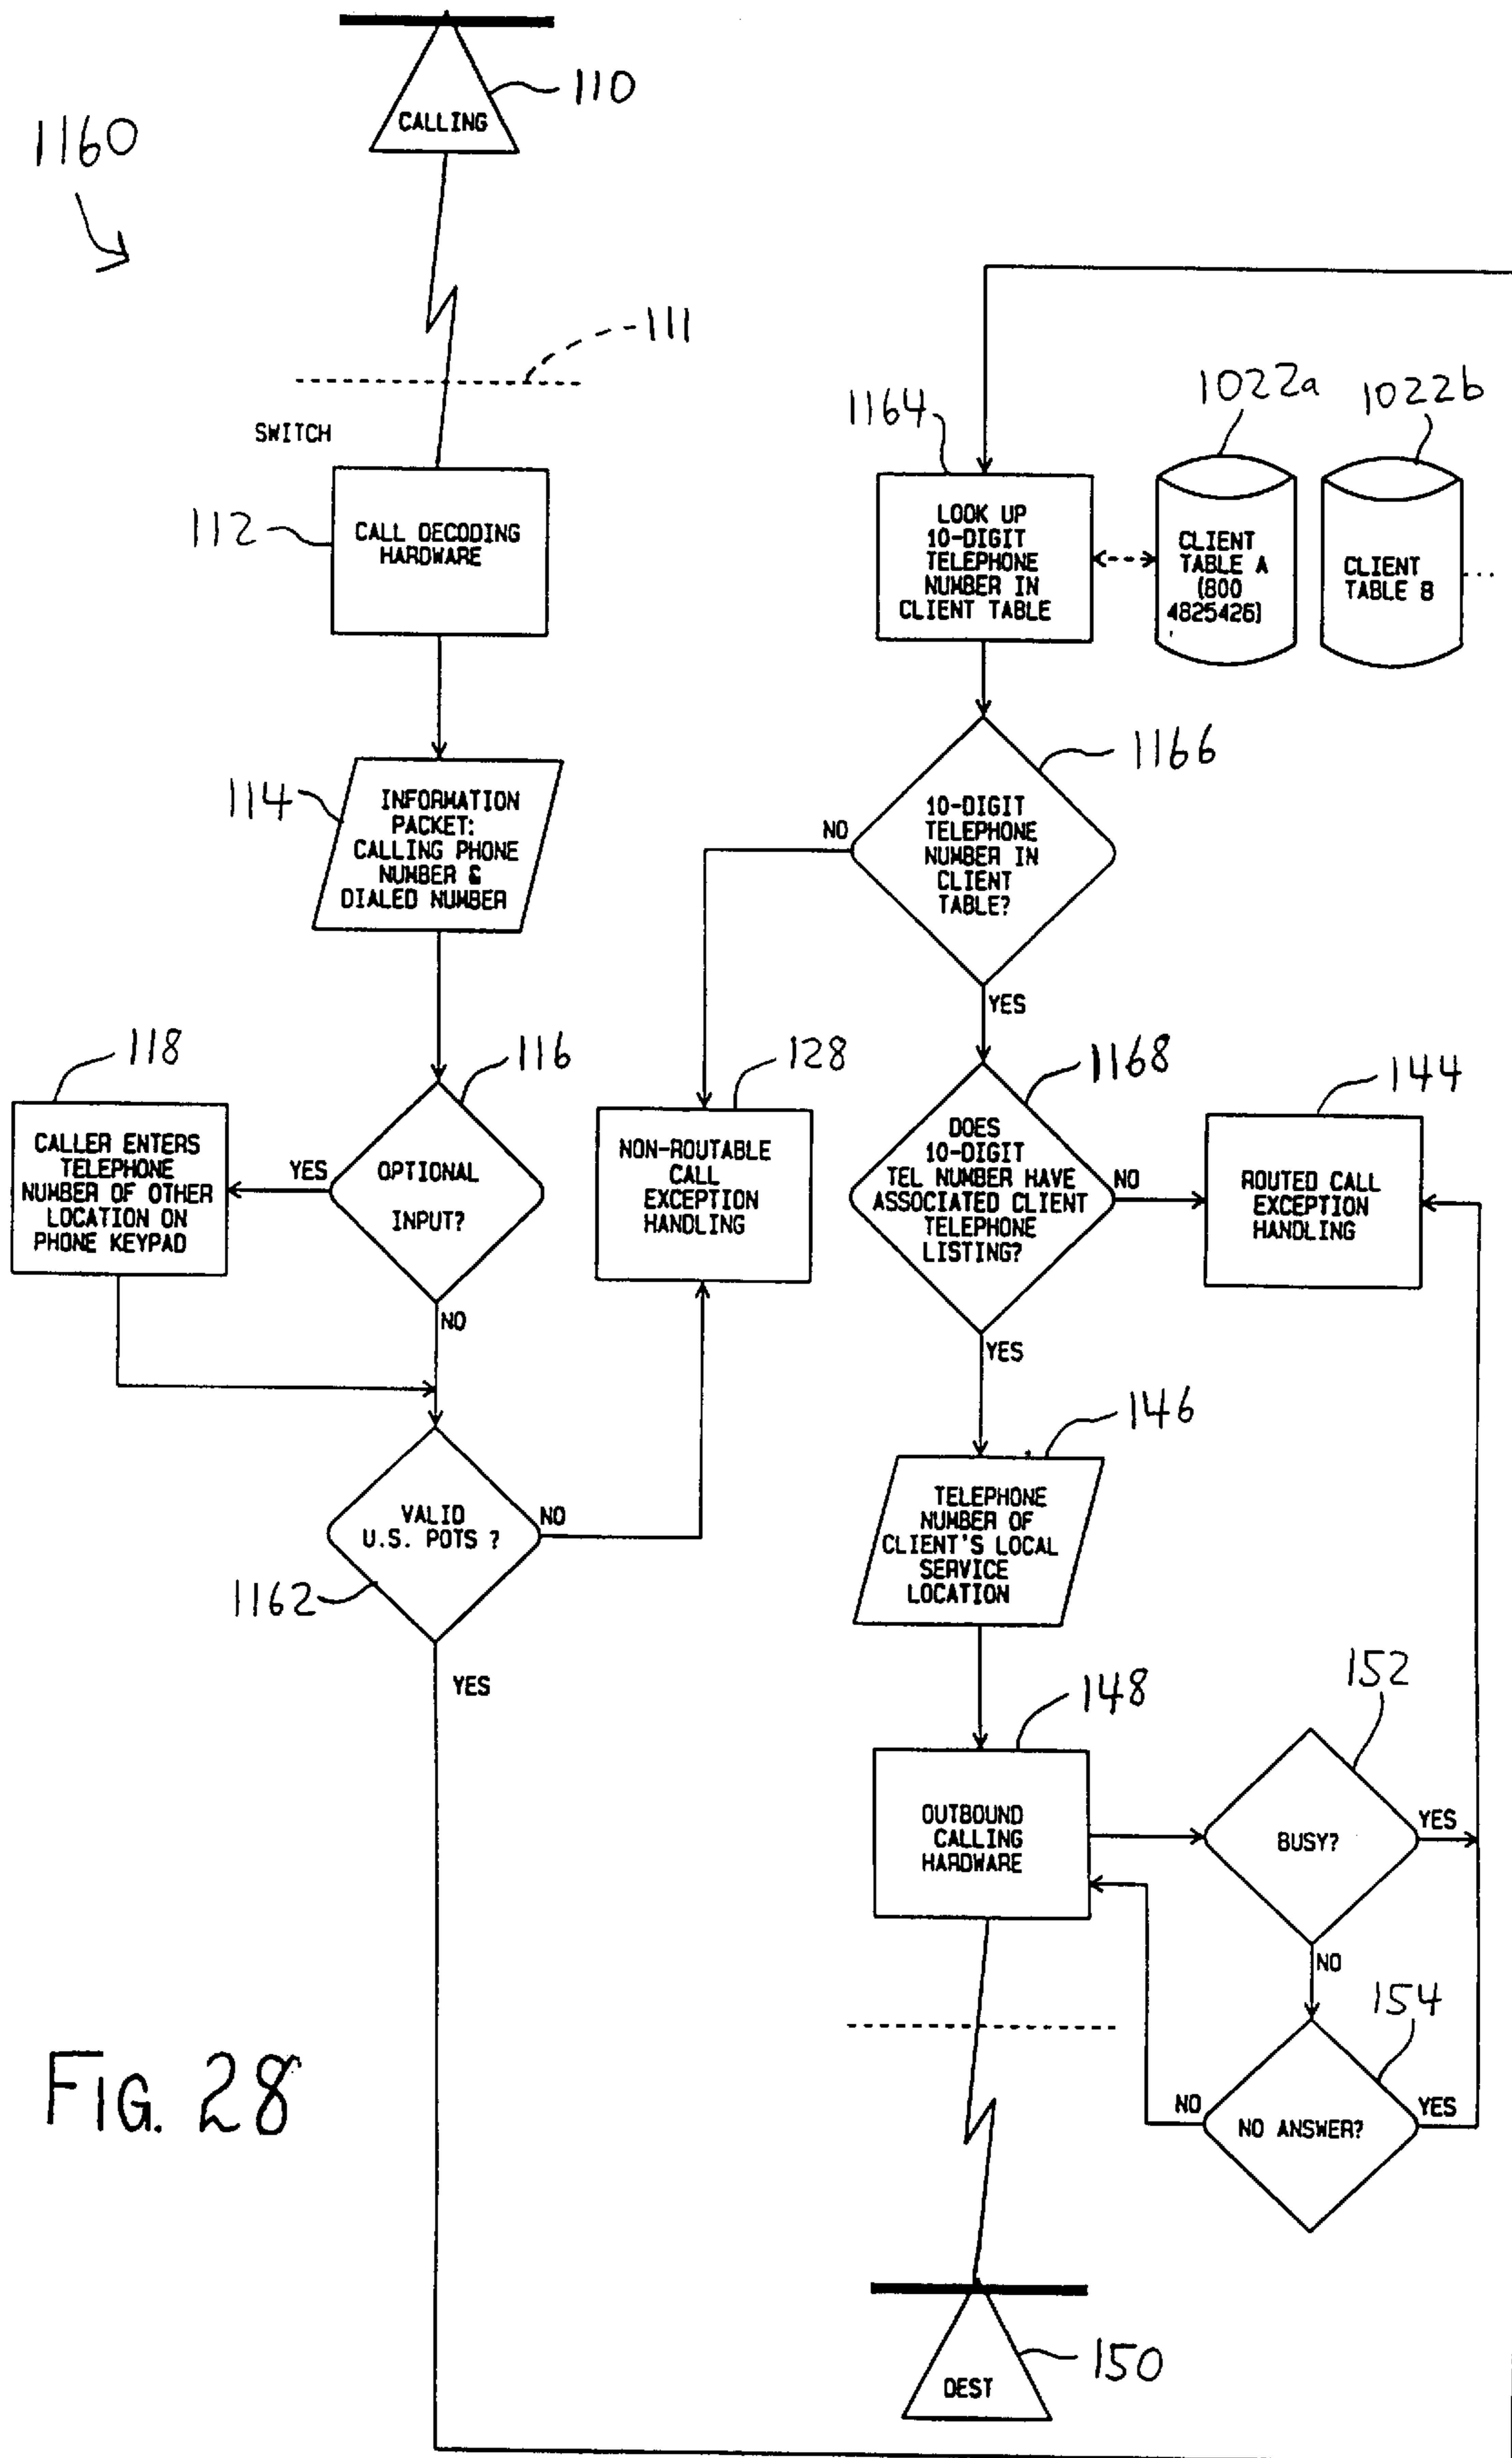 1160
110
CALLING
111
SWITCH
112
CALL DECODING
HARDWARE
114
INFORMATION
PACKET:
CALLING PHONE
NUMBER &
DIALED NUMBER
118
116
CALLER ENTERS
TELEPHONE
NUMBER OF OTHER
LOCATION ON
PHONE KEYPAD
YES
OPTIONAL
INPUT?
NO
VALID
U.S. POTS ?
NO
1162
YES
128
NON-ROUTABLE
CALL
EXCEPTION
HANDLING
1164
LOOK UP
10-DIGIT
TELEPHONE
NUMBER IN
CLIENT TABLE
1022a
CLIENT
TABLE A
(800
4825426)
1022b
CLIENT
TABLE B
...
1166
NO
10-DIGIT
TELEPHONE
NUMBER IN
CLIENT
TABLE?
YES
1168
DOES
10-DIGIT
TEL NUMBER HAVE
ASSOCIATED CLIENT
TELEPHONE
LISTING?
NO
144
ROUTED CALL
EXCEPTION
HANDLING
YES
146
TELEPHONE
NUMBER OF
CLIENT'S LOCAL
SERVICE
LOCATION
148
OUTBOUND
CALLING
HARDWARE
152
BUSY?
YES
NO
154
NO
NO ANSWER?
YES
150
DEST
FIG. 28